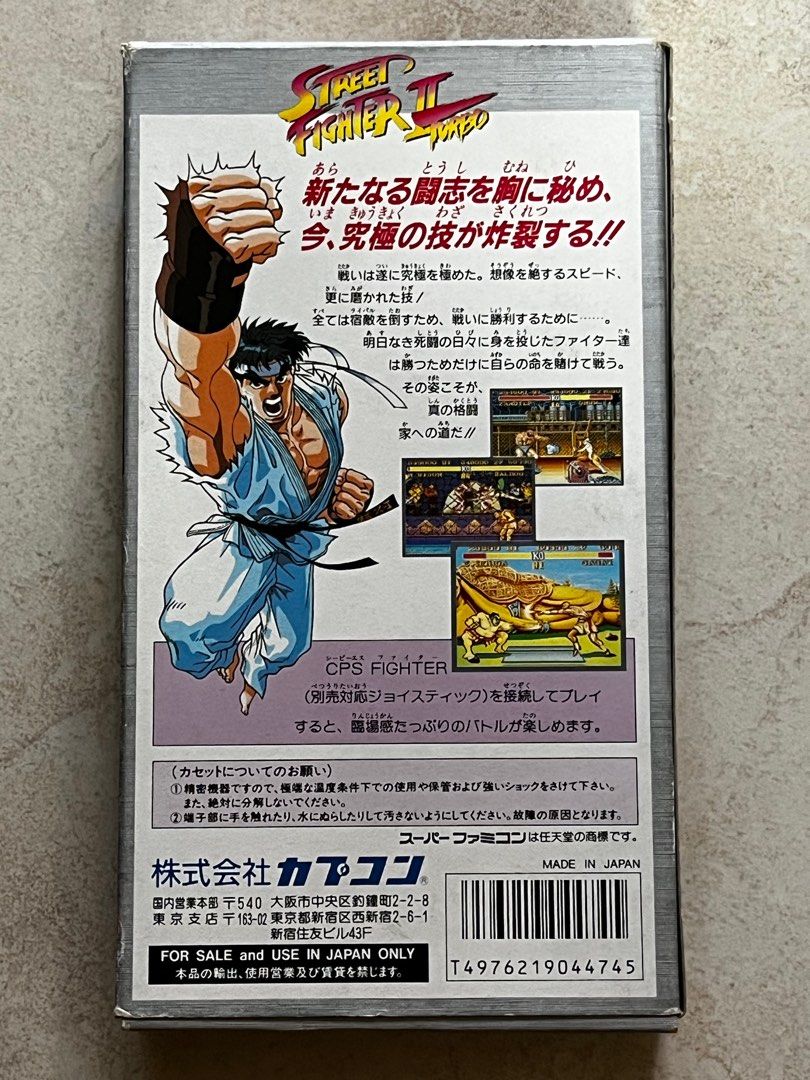 STREET
FIGHTER II TURBO
新たなる闘志を胸に秘め、
今、究極の技が炸裂する!!
戦いは遂に究極を極めた。想像を絶するスピード、
更に磨かれた技!
全ては宿敵を倒すため、戦いに勝利するために……。
明日なき死闘の日々に身を投じたファイター達
は勝つためだけに自らの命を賭けて戦う。
その姿こそが、
真の格闘
家への道だ!!
KO
KO
シーピーエス ファイター
CPS FIGHTER
(別売対応ジョイスティック)を接続してプレイ
すると、臨場感たっぷりのバトルが楽しめます。
(カセットについてのお願い)
①精密機器ですので、極端な温度条件下での使用や保管および強いショックをさけて下さい。
また、絶対に分解しないでください。
②端子部に手を触れたり、水にぬらしたりして汚さないようにしてください。故障の原因となります。
スーパーファミコンは任天堂の商標です。
株式会社 カプコン®
MADE IN JAPAN
国内営業本部 〒540 大阪市中央区釣鐘町2-2-8
東京支店 〒163-02 東京都新宿区西新宿2-6-1
新宿住友ビル43F
FOR SALE and USE IN JAPAN ONLY
本品の輸出、使用営業及び賃貸を禁じます。
T4976219044745